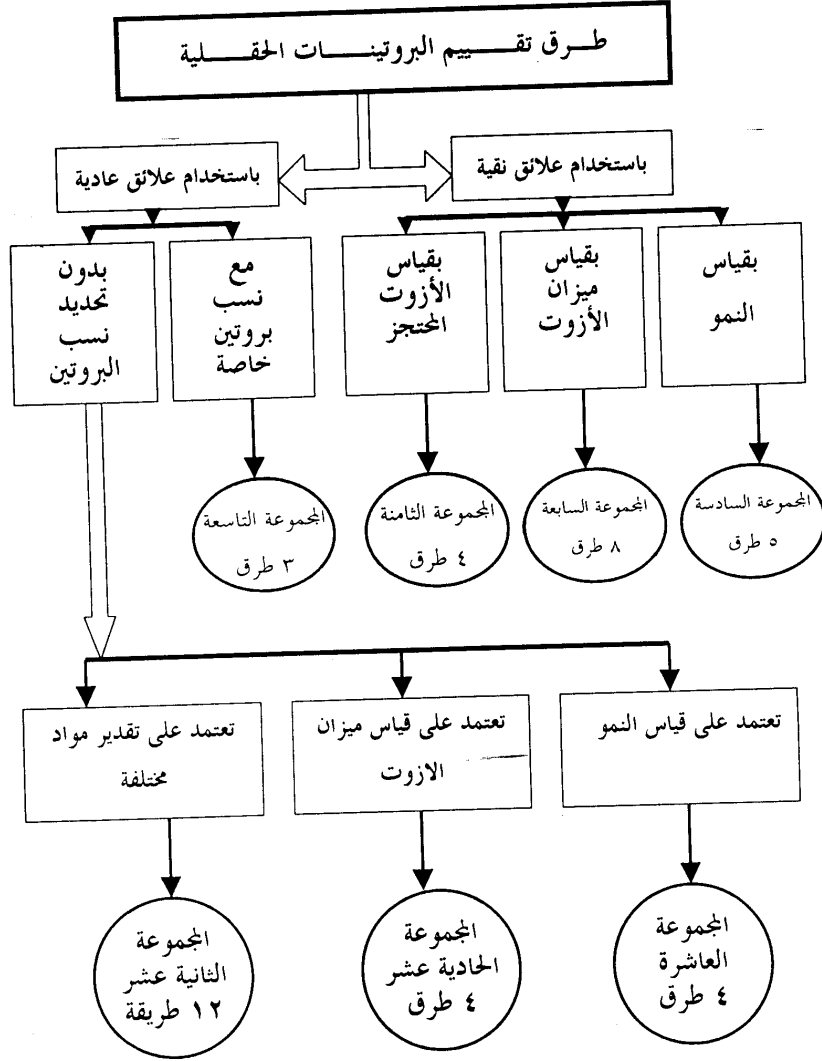 طرق تقييم البروتينات الحقلية
باستخدام علائق نقية
باستخدام علائق عادية
بقياس
النمو
بقياس
ميزان
الأزوت
بقياس
الأزوت
المحتجز
مع
نسب
بروتين
خاصة
بدون
تحديد
نسب
البروتين
المجموعة السادسة
٥ طرق
المجموعة السابعة
٨ طرق
المجموعة الثامنة
٤ طرق
المجموعة التاسعة
٣ طرق
تعتمد على قياس النمو
تعتمد على قياس ميزان
الازوت
تعتمد على تقدير مواد
مختلفة
المجموعة
العاشرة
٤ طرق
المجموعة
الحادية عشر
٤ طرق
المجموعة
الثانية عشر
١٢ طريقة